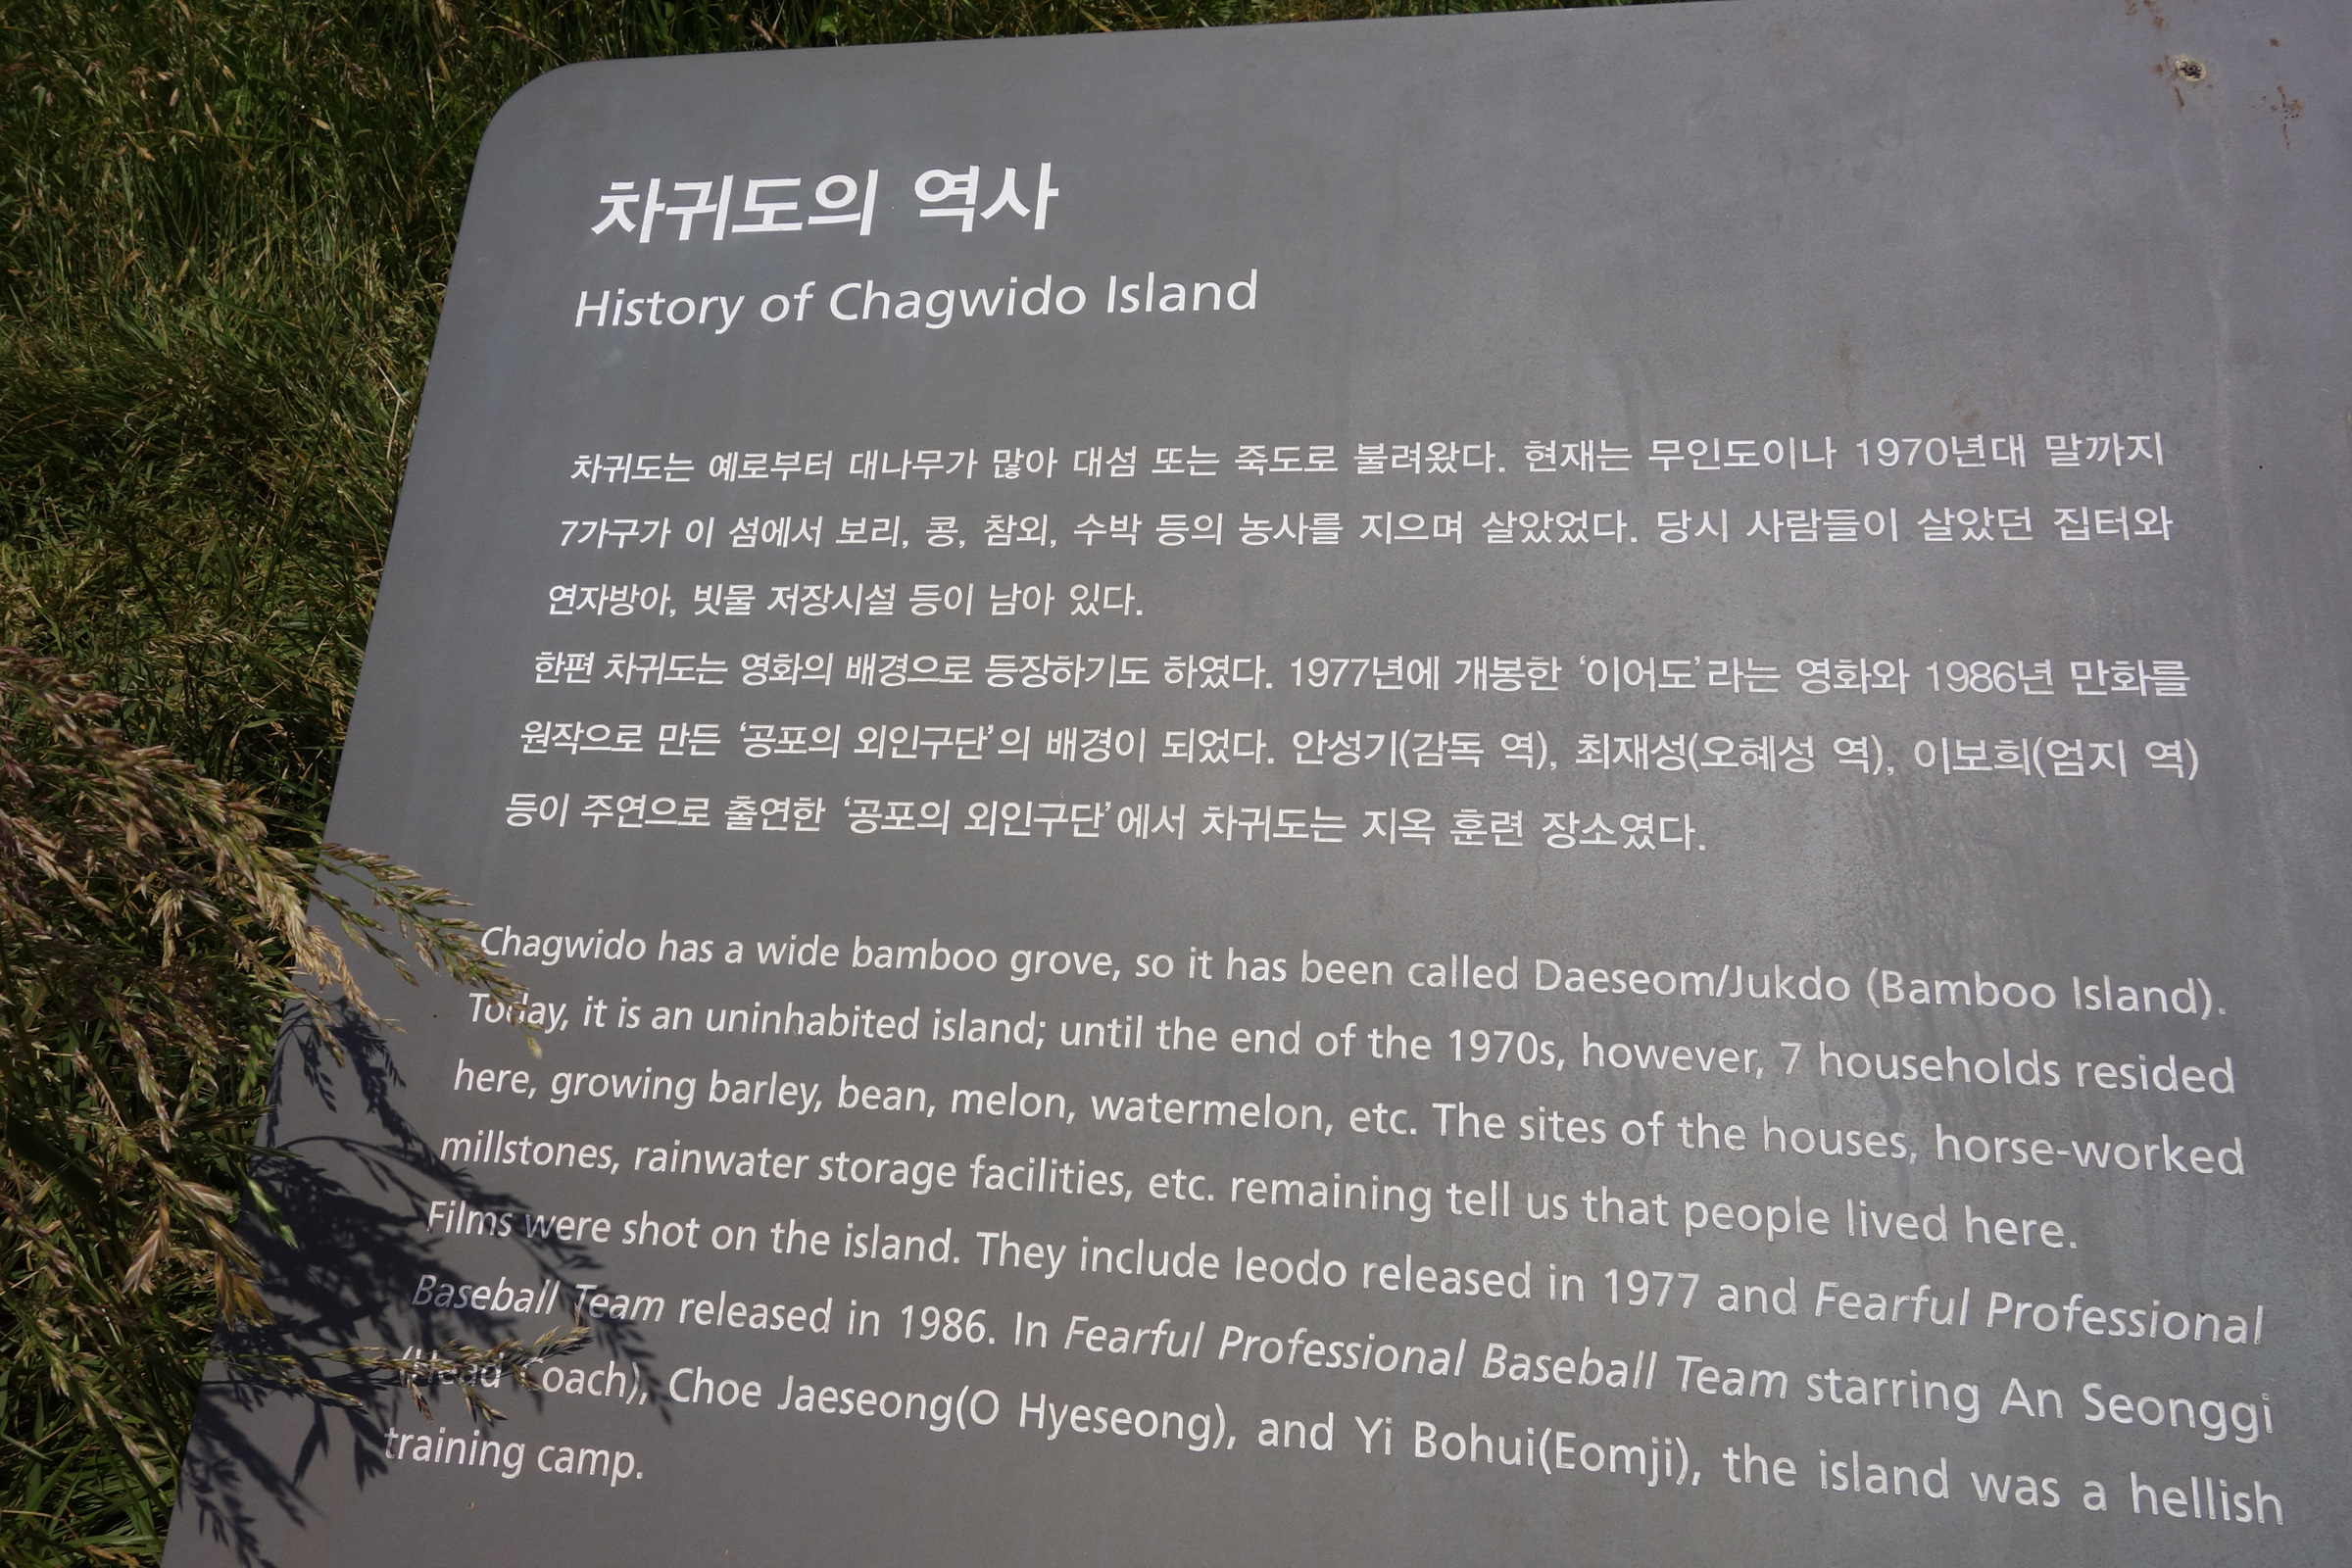 차귀도의 역사
History of Chagwido Island
차귀도는 예로부터 대나무가 많아 대섬 또는 죽도로 불려왔다. 현재는 무인도이나 1970년대 말까지
7가구가 이 섬에서 보리, 콩, 참외, 수박 등의 농사를 지으며 살았었다. 당시 사람들이 살았던 집터와
연자방아, 빗물 저장시설 등이 남아 있다.
한편 차귀도는 영화의 배경으로 등장하기도 하였다. 1977년에 개봉한 ‘이어도’라는 영화와 1986년 만화를
원작으로 만든 ‘공포의 외인구단’의 배경이 되었다. 안성기(감독 역), 최재성(오혜성 역), 이보희(엄지 역)
등이 주연으로 출연한 ‘공포의 외인구단’에서 차귀도는 지옥 훈련 장소였다.
Chagwido has a wide bamboo grove, so it has been called Daeseom/Jukdo (Bamboo Island).
Today, it is an uninhabited island; until the end of the 1970s, however, 7 households resided
here, growing barley, bean, melon, watermelon, etc. The sites of the houses, horse-worked
millstones, rainwater storage facilities, etc. remaining tell us that people lived here.
Films were shot on the island. They include Ieodo released in 1977 and Fearful Professional
Baseball Team released in 1986. In Fearful Professional Baseball Team starring An Seonggi
(Head Coach), Choe Jaeseong(O Hyeseong), and Yi Bohui(Eomji), the island was a hellish
training camp.